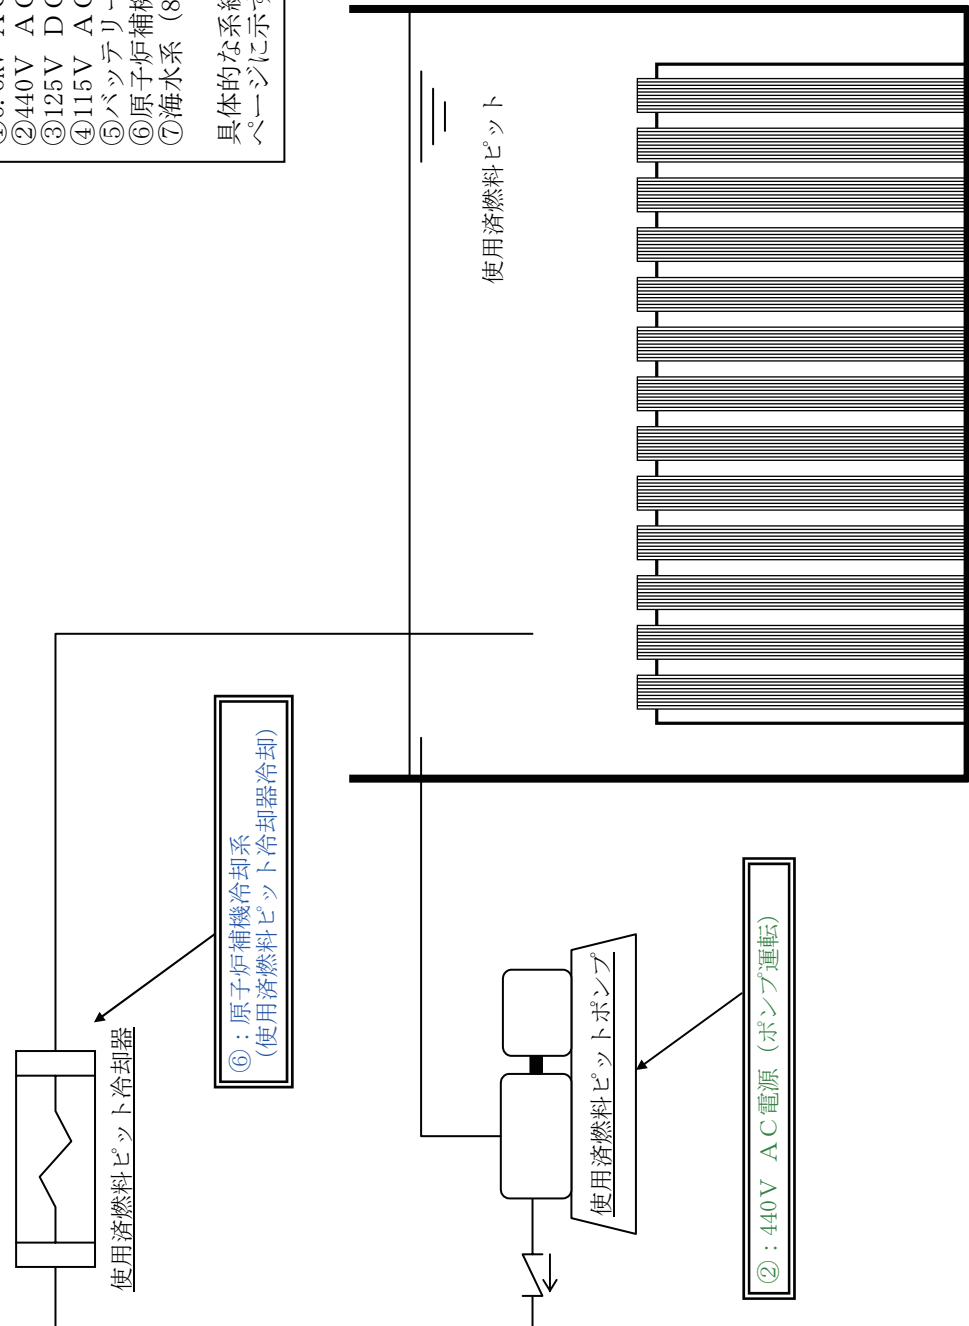 ②440V AC
③125V DC
④115V AC
⑤バッテリー
⑥原子炉補機
⑦海水系（8
具体的な系統
ページに示す
使用済燃料ピット
⑥：原子炉補機冷却系
(使用済燃料ピット冷却器冷却)
使用済燃料ピット冷却器
使用済燃料ピットポンプ
②：440V AC電源（ポンプ運転）